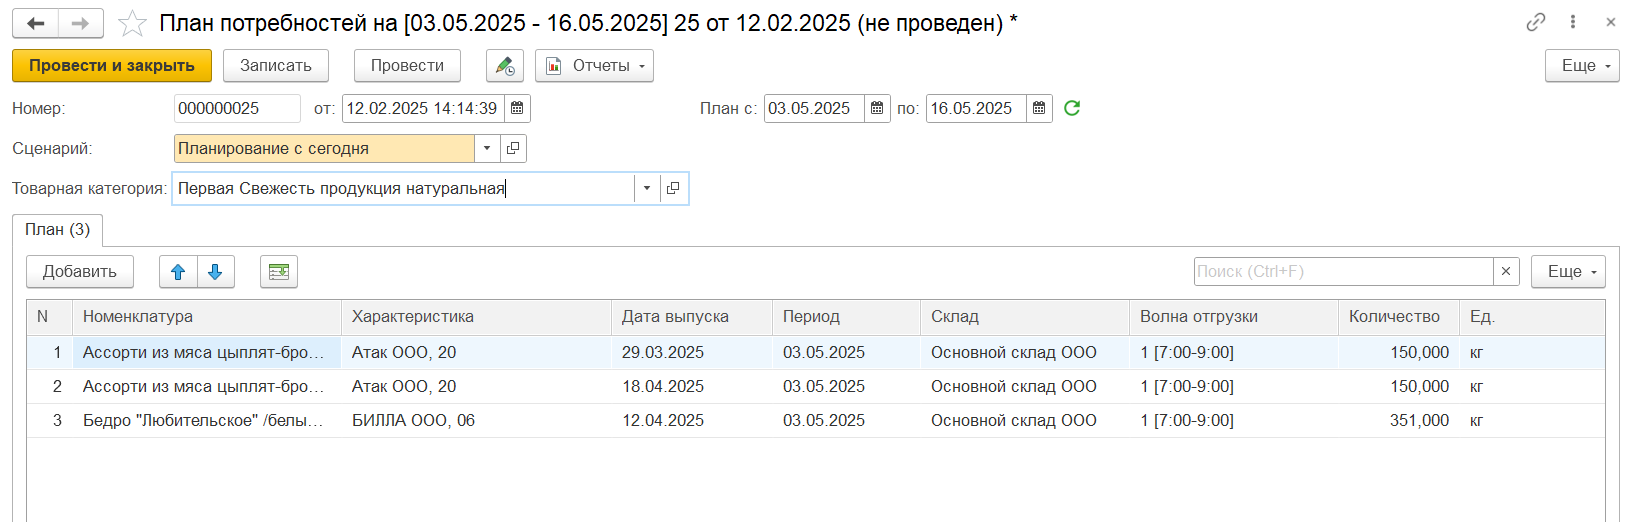 План потребностей на [03.05.2025 - 16.05.2025] 25 от 12.02.2025 (не проведен) *
Провести и закрыть Записать Провести Отчеты Еще
Номер: 000000025 от: 12.02.2025 14:14:39 План с: 03.05.2025 по: 16.05.2025
Сценарий: Планирование с сегодня
Товарная категория: Первая Свежесть продукция натуральная
План (3)
Добавить Поиск (Ctrl+F) × Еще
N Номенклатура Характеристика Дата выпуска Период Склад Волна отгрузки Количество Ед.
1 Ассорти из мяса цыплят-бро... Атак ООО, 20 29.03.2025 03.05.2025 Основной склад ООО 1 [7:00-9:00] 150,000 кг
2 Ассорти из мяса цыплят-бро... Атак ООО, 20 18.04.2025 03.05.2025 Основной склад ООО 1 [7:00-9:00] 150,000 кг
3 Бедро "Любительское" /белы... БИЛЛА ООО, 06 12.04.2025 03.05.2025 Основной склад ООО 1 [7:00-9:00] 351,000 кг